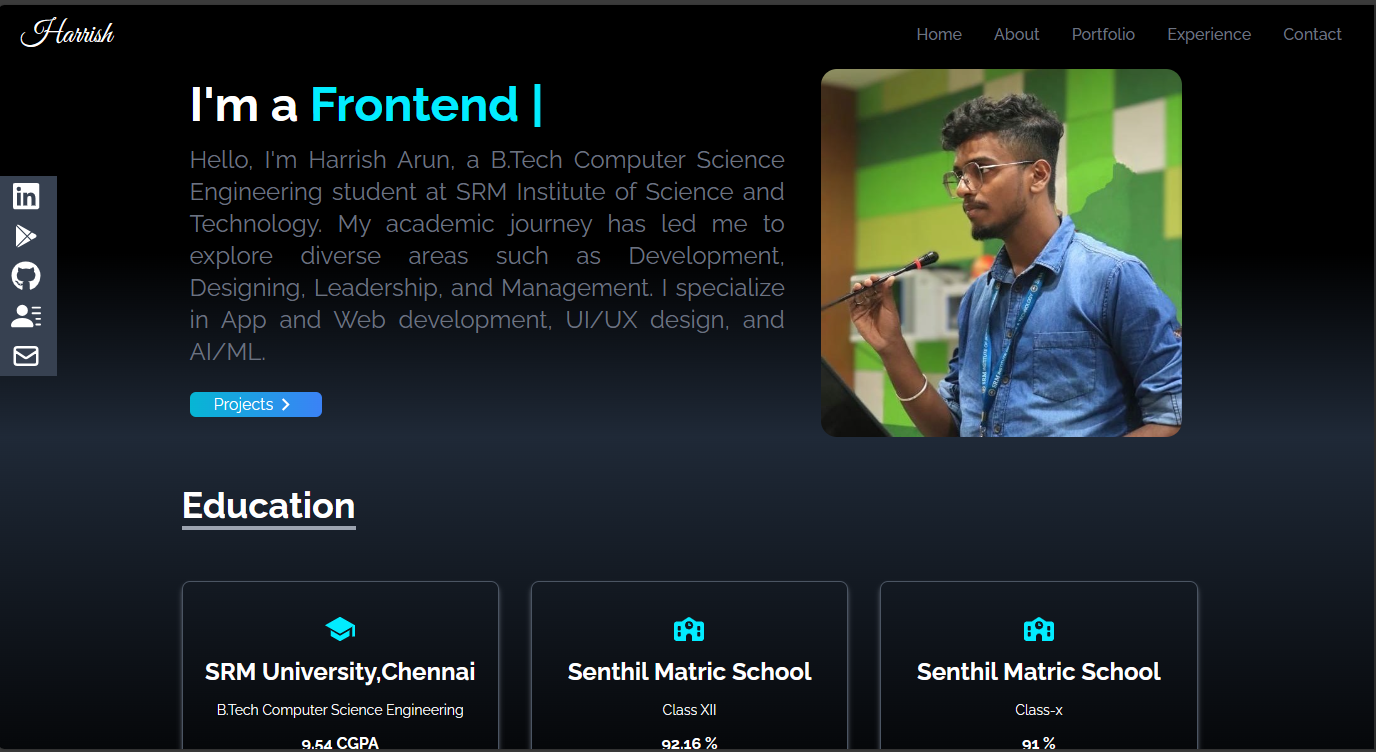 Harrish
Home About Portfolio Experience Contact
I'm a Frontend |
Hello, I'm Harrish Arun, a B.Tech Computer Science
Engineering student at SRM Institute of Science and
Technology. My academic journey has led me to
explore diverse areas such as Development,
Designing, Leadership, and Management. I specialize
in App and Web development, UI/UX design, and
AI/ML.
in
Projects
Education
SRM University,Chennai
B.Tech Computer Science Engineering
9.54 CGPA
Senthil Matric School
Class XII
92.16 %
Senthil Matric School
Class-x
91 %